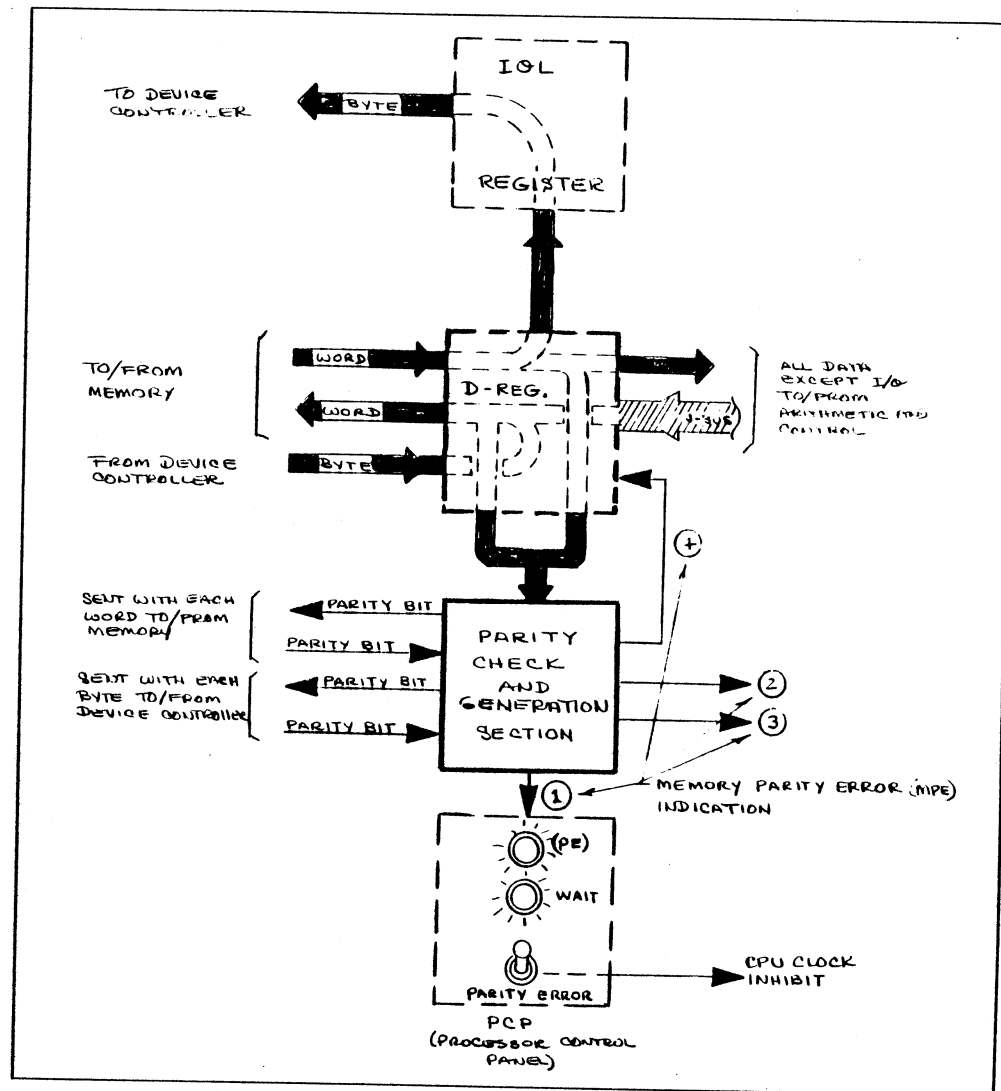 IOL
REGISTER
TO DEVICE
CONTROLLER
BYTE
TO/FROM
MEMORY
WORD
D-REG.
WORD
ALL DATA
EXCEPT I/O
TO/FROM
ARITHMETIC AND
CONTROL
FROM DEVICE
CONTROLLER
BYTE
+
SENT WITH EACH
WORD TO/FROM
MEMORY
PARITY BIT
PARITY BIT
SENT WITH EACH
BYTE TO/FROM
DEVICE CONTROLLER
PARITY BIT
PARITY BIT
PARITY
CHECK
AND
GENERATION
SECTION
2
3
1
MEMORY PARITY ERROR (MPE)
INDICATION
(PE)
WAIT
PARITY ERROR
CPU CLOCK
INHIBIT
PCP
(PROCESSOR CONTROL
PANEL)